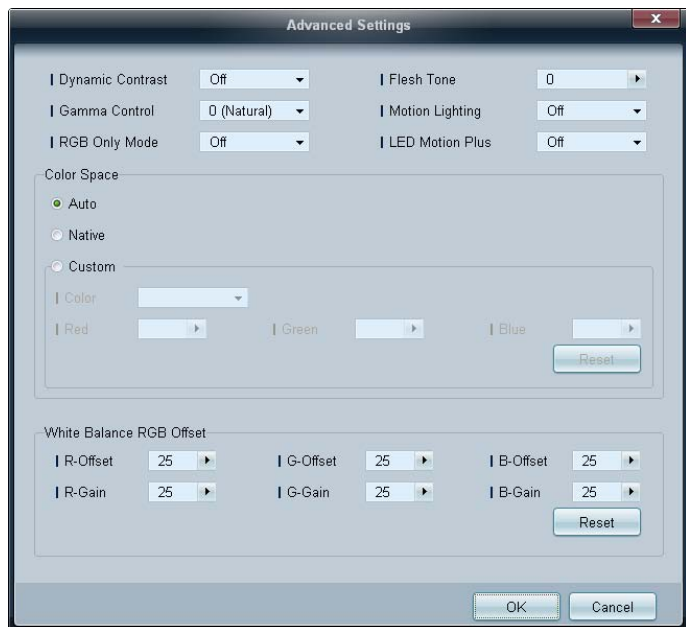 Advanced Settings
x
Dynamic Contrast Off Flesh Tone 0
Gamma Control 0 (Natural) Motion Lighting Off
RGB Only Mode Off LED Motion Plus Off
Color Space
Auto
Native
Custom
Color
Red Green Blue
Reset
White Balance RGB Offset
R-Offset 25 G-Offset 25 B-Offset 25
R-Gain 25 G-Gain 25 B-Gain 25
Reset
OK Cancel